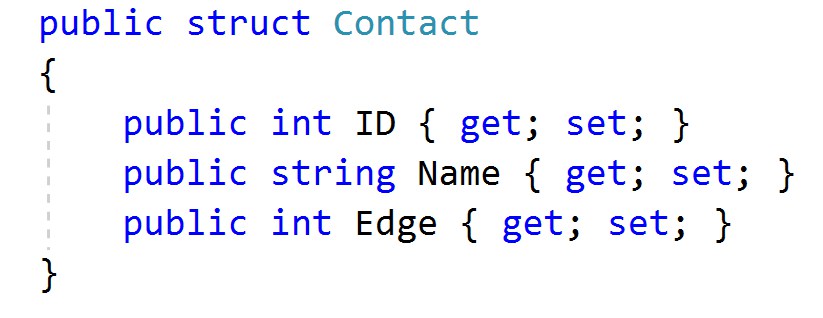 public struct Contact
{
    public int ID { get; set; }
    public string Name { get; set; }
    public int Edge { get; set; }
}